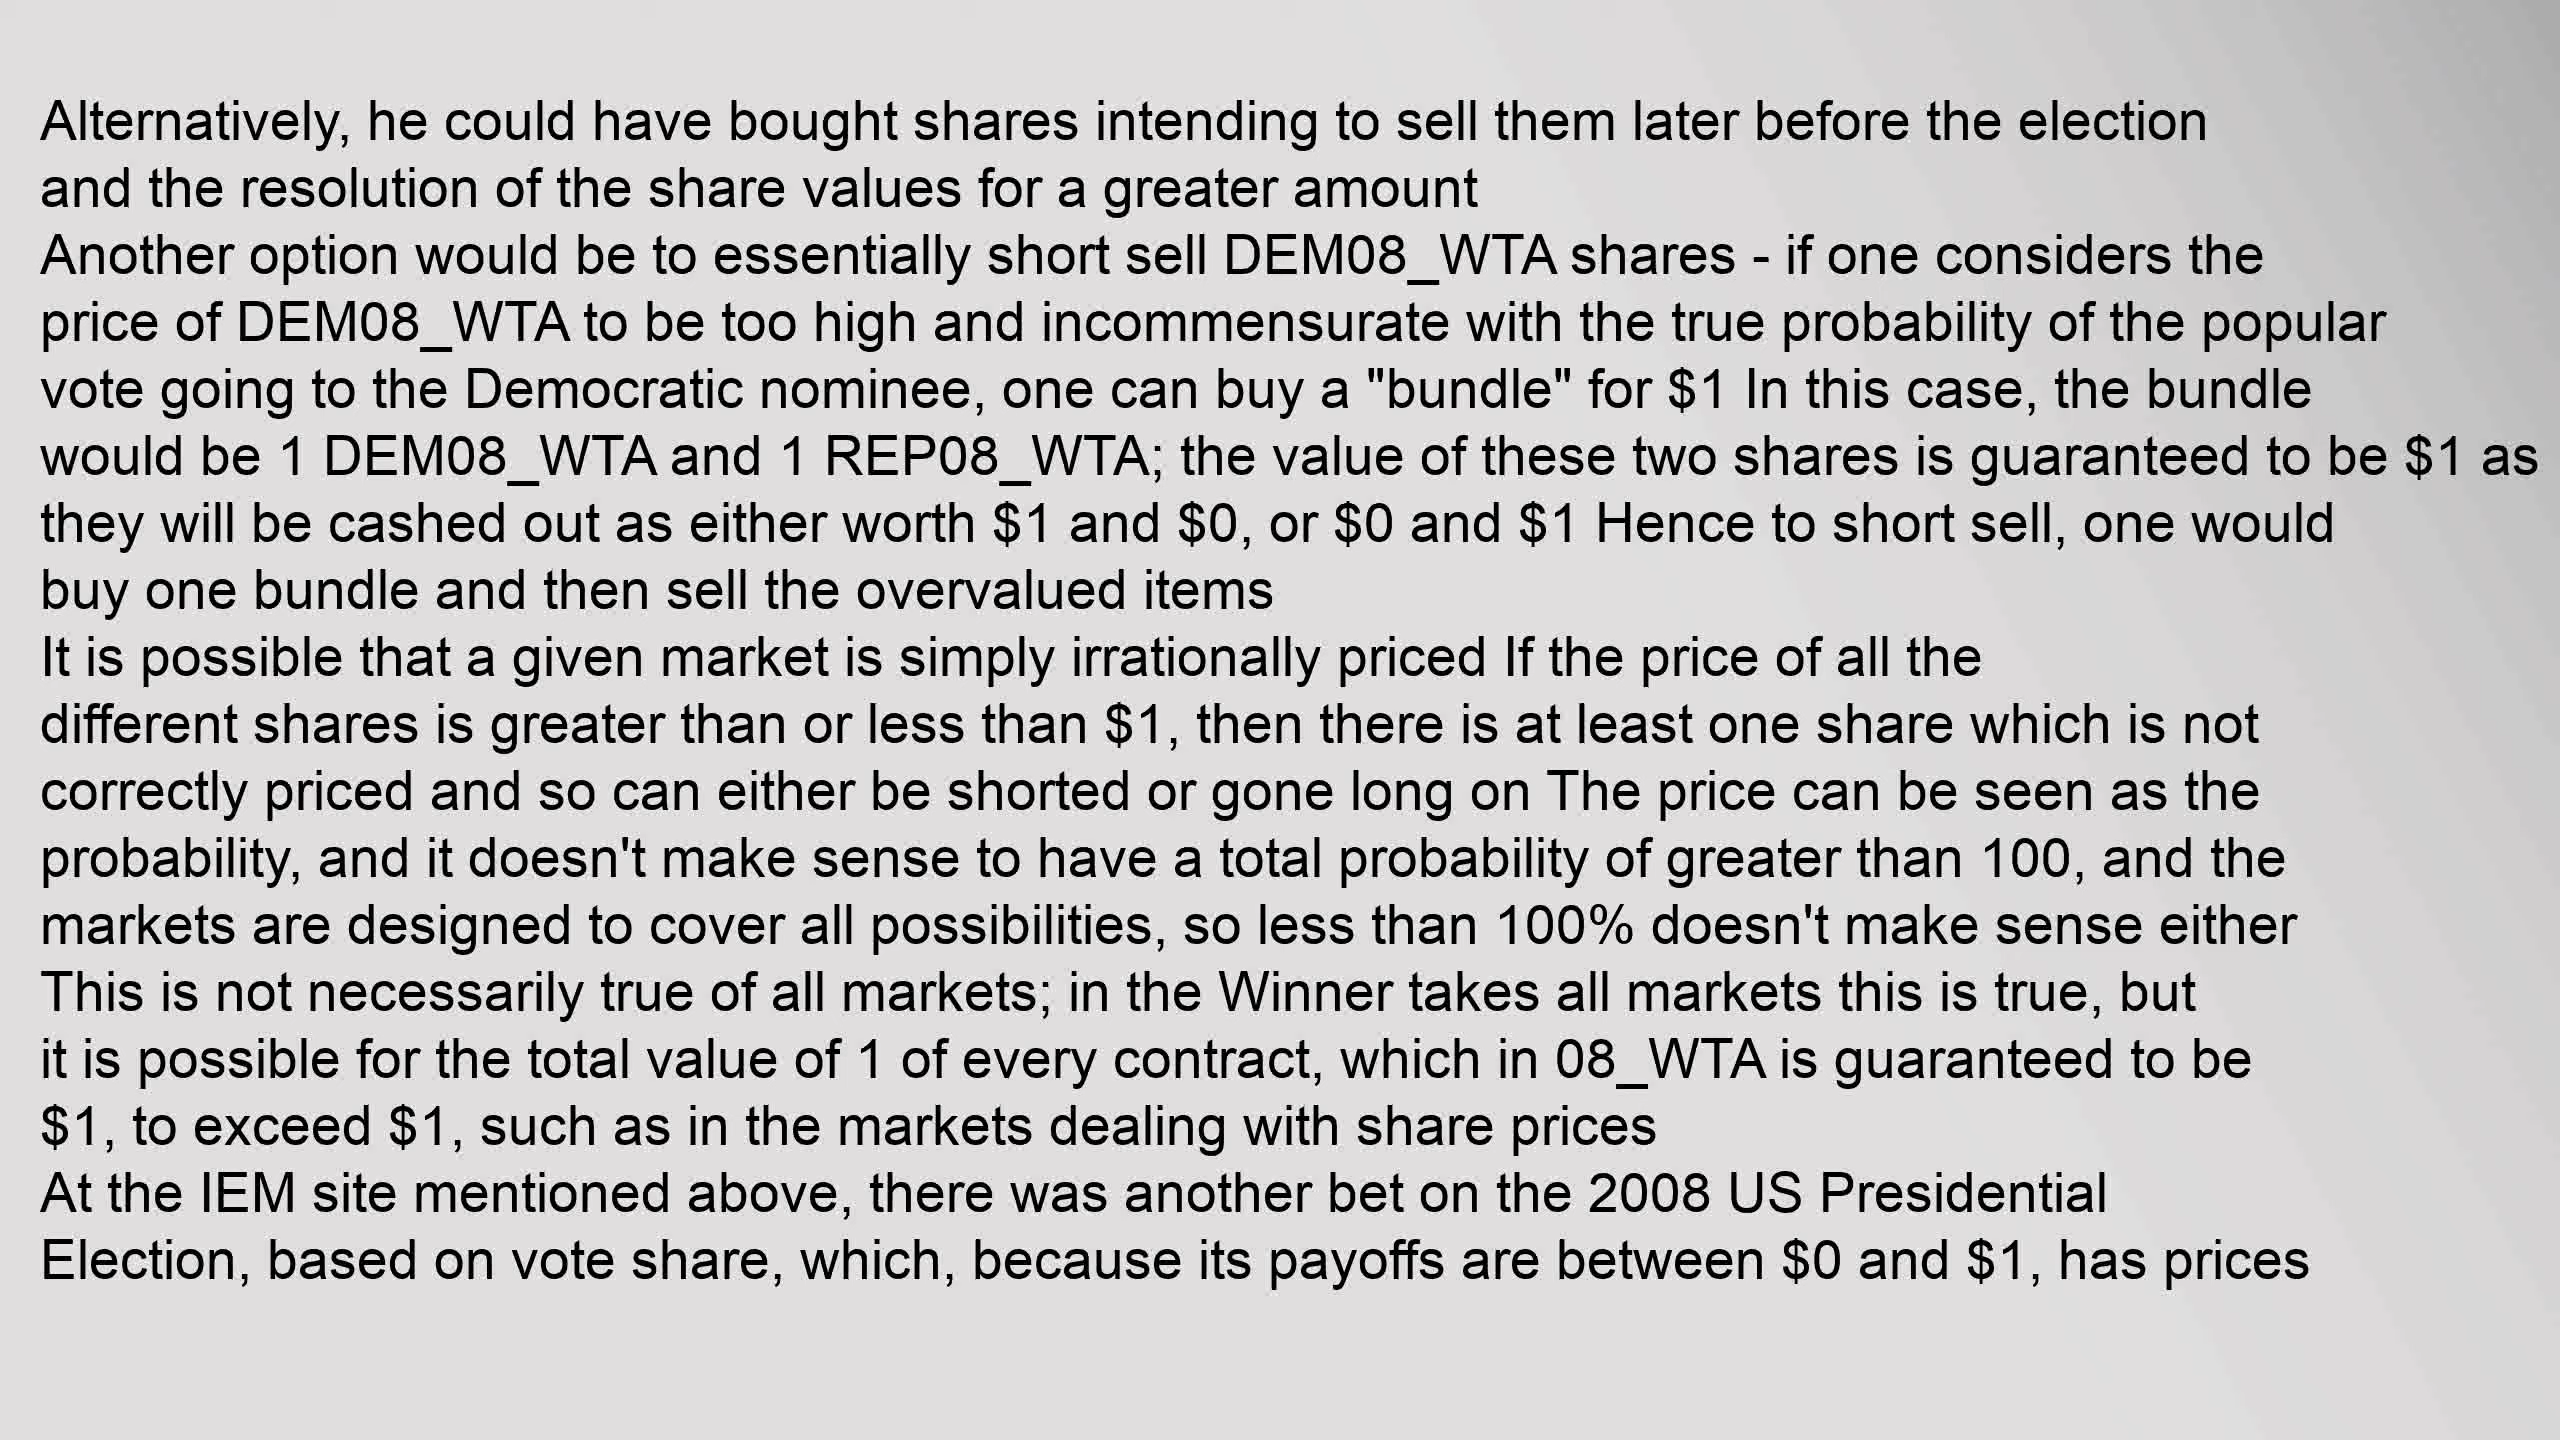 Alternatively, he could have bought shares intending to sell them later before the election
and the resolution of the share values for a greater amount
Another option would be to essentially short sell DEM08_WTA shares - if one considers the
price of DEM08_WTA to be too high and incommensurate with the true probability of the popular
vote going to the Democratic nominee, one can buy a "bundle" for $1 In this case, the bundle
would be 1 DEM08_WTA and 1 REP08_WTA; the value of these two shares is guaranteed to be $1 as
they will be cashed out as either worth $1 and $0, or $0 and $1 Hence to short sell, one would
buy one bundle and then sell the overvalued items
It is possible that a given market is simply irrationally priced If the price of all the
different shares is greater than or less than $1, then there is at least one share which is not
correctly priced and so can either be shorted or gone long on The price can be seen as the
probability, and it doesn't make sense to have a total probability of greater than 100, and the
markets are designed to cover all possibilities, so less than 100% doesn't make sense either
This is not necessarily true of all markets; in the Winner takes all markets this is true, but
it is possible for the total value of 1 of every contract, which in 08_WTA is guaranteed to be
$1, to exceed $1, such as in the markets dealing with share prices
At the IEM site mentioned above, there was another bet on the 2008 US Presidential
Election, based on vote share, which, because its payoffs are between $0 and $1, has prices